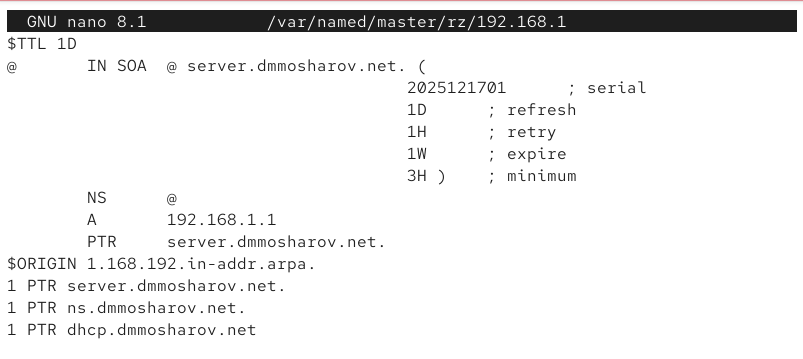 GNU nano 8.1 /var/named/master/rz/192.168.1
$TTL 1D
@ IN SOA @ server.dmmosharov.net. (
2025121701 ; serial
1D ; refresh
1H ; retry
1W ; expire
3H ) ; minimum
NS @
A 192.168.1.1
PTR server.dmmosharov.net.
$ORIGIN 1.168.192.in-addr.arpa.
1 PTR server.dmmosharov.net.
1 PTR ns.dmmosharov.net.
1 PTR dhcp.dmmosharov.net